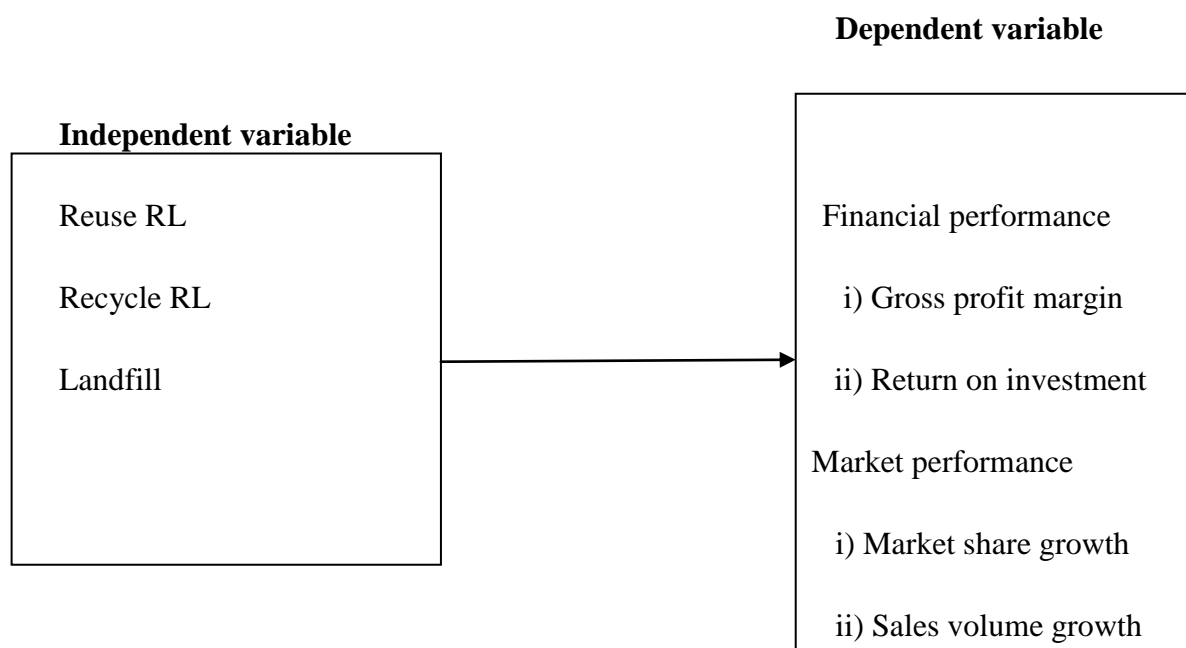 Dependent variable
Independent variable
Reuse RL
Recycle RL
Landfill
Financial performance
i) Gross profit margin
ii) Return on investment
Market performance
i) Market share growth
ii) Sales volume growth